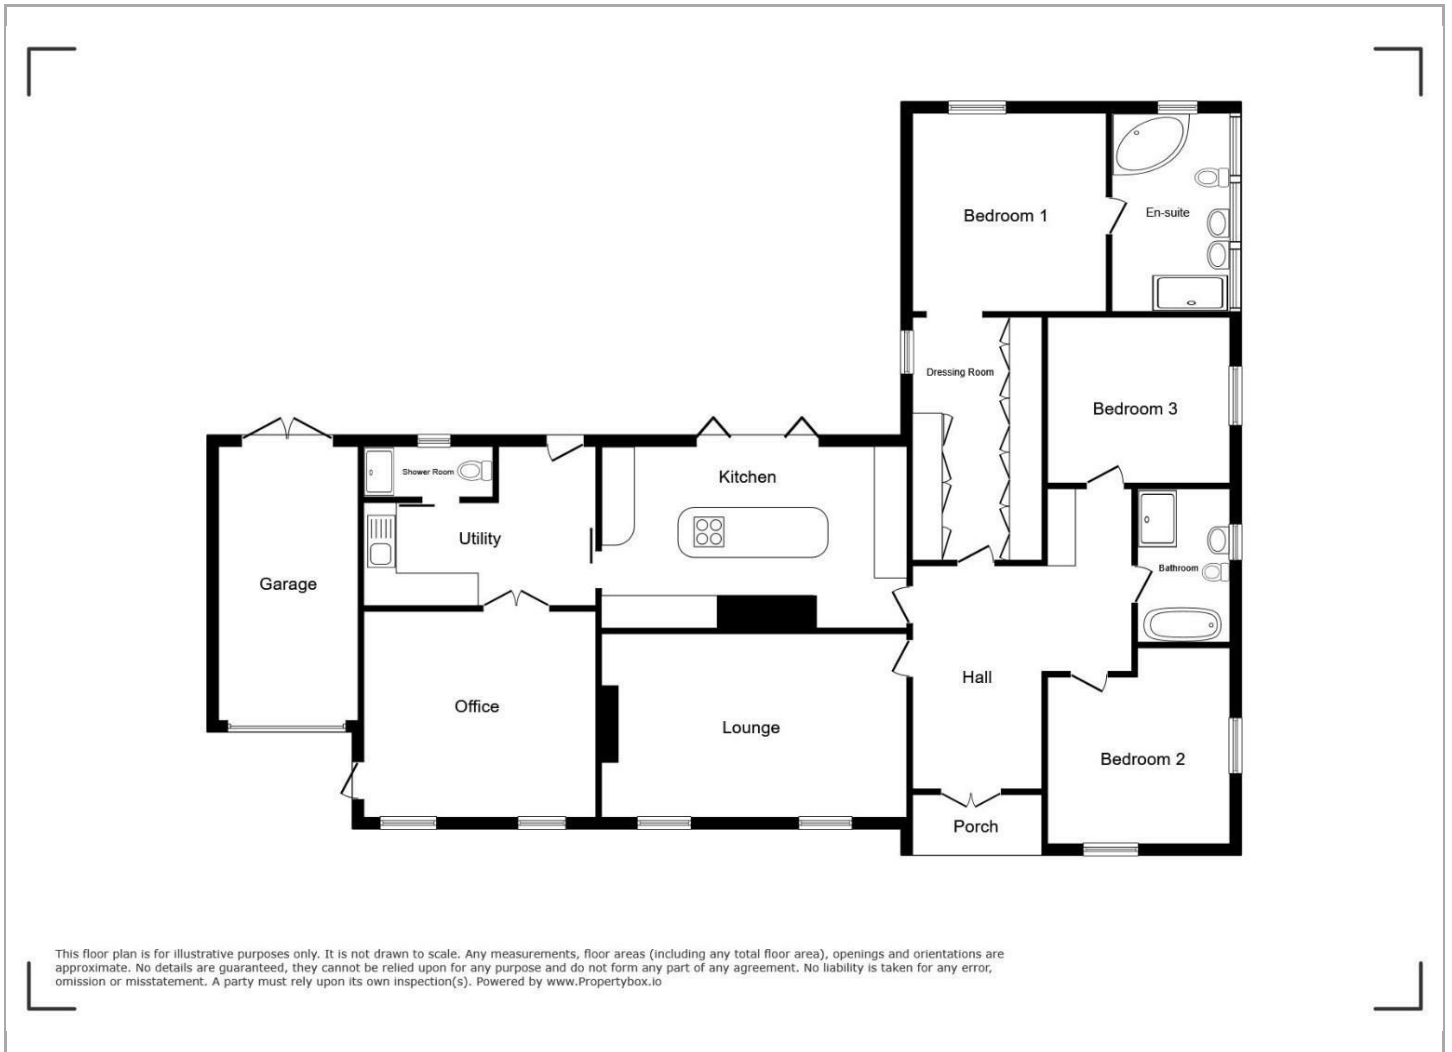 Bedroom 1
En-suite
Dressing Room
Bedroom 3
Shower Room
Kitchen
Utility
Bathroom
Garage
Hall
Office
Lounge
Bedroom 2
Porch
This floor plan is for illustrative purposes only. It is not drawn to scale. Any measurements, floor areas (including any total floor area), openings and orientations are
approximate. No details are guaranteed, they cannot be relied upon for any purpose and do not form any part of any agreement. No liability is taken for any error,
omission or misstatement. A party must rely upon its own inspection(s). Powered by www.Propertybox.io